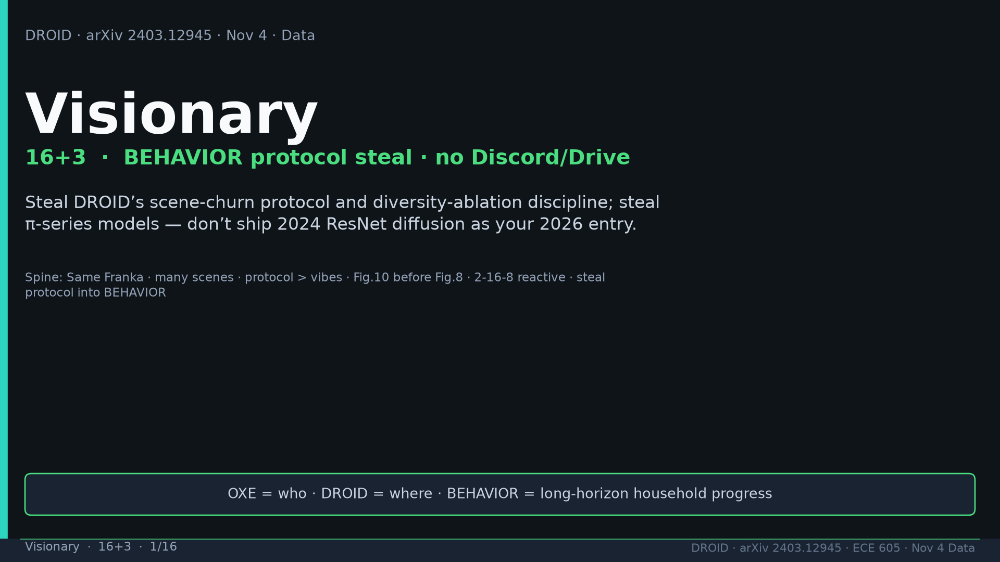 DROID · arXiv 2403.12945 · Nov 4 · Data
Visionary
16+3 · BEHAVIOR protocol steal · no Discord/Drive
Steal DROID’s scene-churn protocol and diversity-ablation discipline; steal
π-series models — don’t ship 2024 ResNet diffusion as your 2026 entry.
Spine: Same Franka · many scenes · protocol > vibes · Fig.10 before Fig.8 · 2-16-8 reactive · steal
protocol into BEHAVIOR
OXE = who · DROID = where · BEHAVIOR = long-horizon household progress
Visionary · 16+3 · 1/16
DROID · arXiv 2403.12945 · ECE 605 · Nov 4 Data